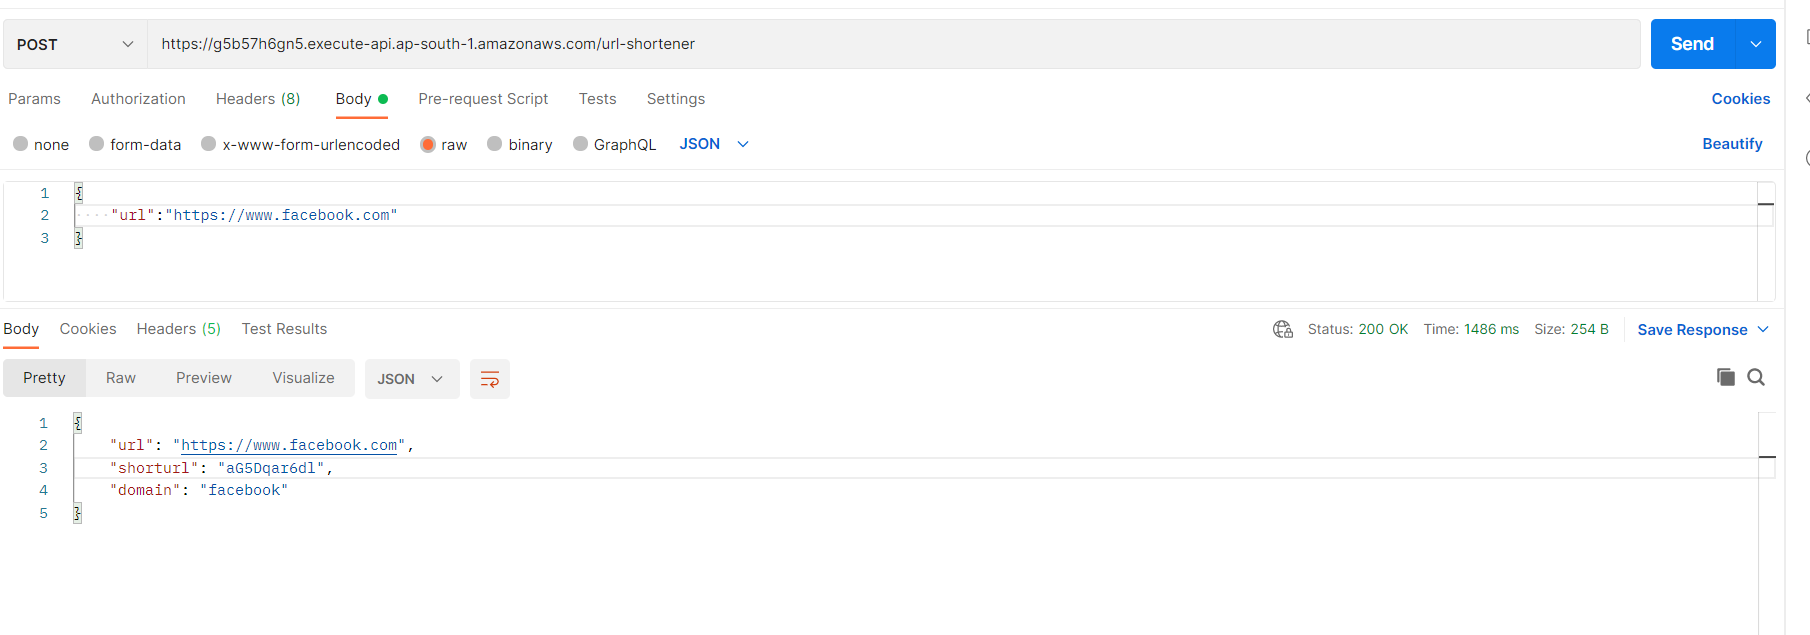 POST https://g5b57h6gn5.execute-api.ap-south-1.amazonaws.com/url-shortener Send
Params Authorization Headers (8) Body Pre-request Script Tests Settings Cookies
none form-data x-www-form-urlencoded raw binary GraphQL JSON Beautify
1 {
2 ····"url":"https://www.facebook.com"
3 }
Body Cookies Headers (5) Test Results Status: 200 OK Time: 1486 ms Size: 254 B Save Response
Pretty Raw Preview Visualize JSON
1 {
2 "url": "https://www.facebook.com",
3 "shorturl": "aG5Dqar6dl",
4 "domain": "facebook"
5 }